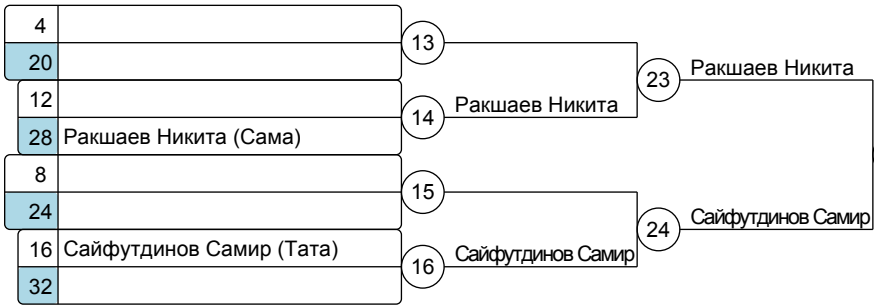 4
13
20
23 Ракшаев Никита
12
14 Ракшаев Никита
28 Ракшаев Никита (Сама)
8
15
24
24 Сайфутдинов Самир
16 Сайфутдинов Самир (Тата)
16 Сайфутдинов Самир
32